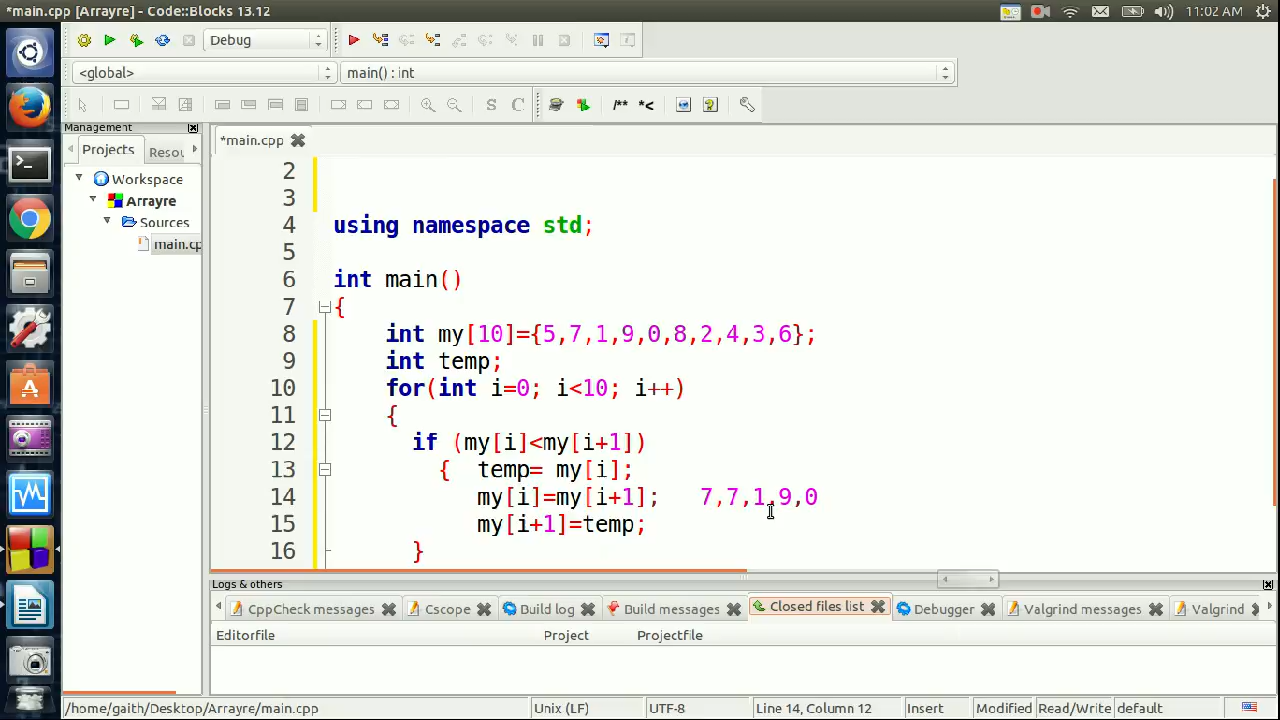 *main.cpp [Arrayre] - Code::Blocks 13.12
11:02 AM
Debug
<global>
main() : int
S
C
/**
*<
Management
Projects
Resou
*main.cpp
Workspace
Arrayre
Sources
main.cp
2
3
4 using namespace std;
5
6 int main()
7 {
8 int my[10]={5,7,1,9,0,8,2,4,3,6};
9 int temp;
10 for(int i=0; i<10; i++)
11 {
12 if (my[i]<my[i+1])
13 { temp= my[i];
14 my[i]=my[i+1]; 7,7,1,9,0
15 my[i+1]=temp;
16 }
Logs & others
CppCheck messages
Cscope
Build log
Build messages
Closed files list
Debugger
Valgrind messages
Valgrind
Editorfile
Project
Projectfile
/home/gaith/Desktop/Arrayre/main.cpp
Unix (LF)
UTF-8
Line 14, Column 12
Insert
Modified
Read/Write
default